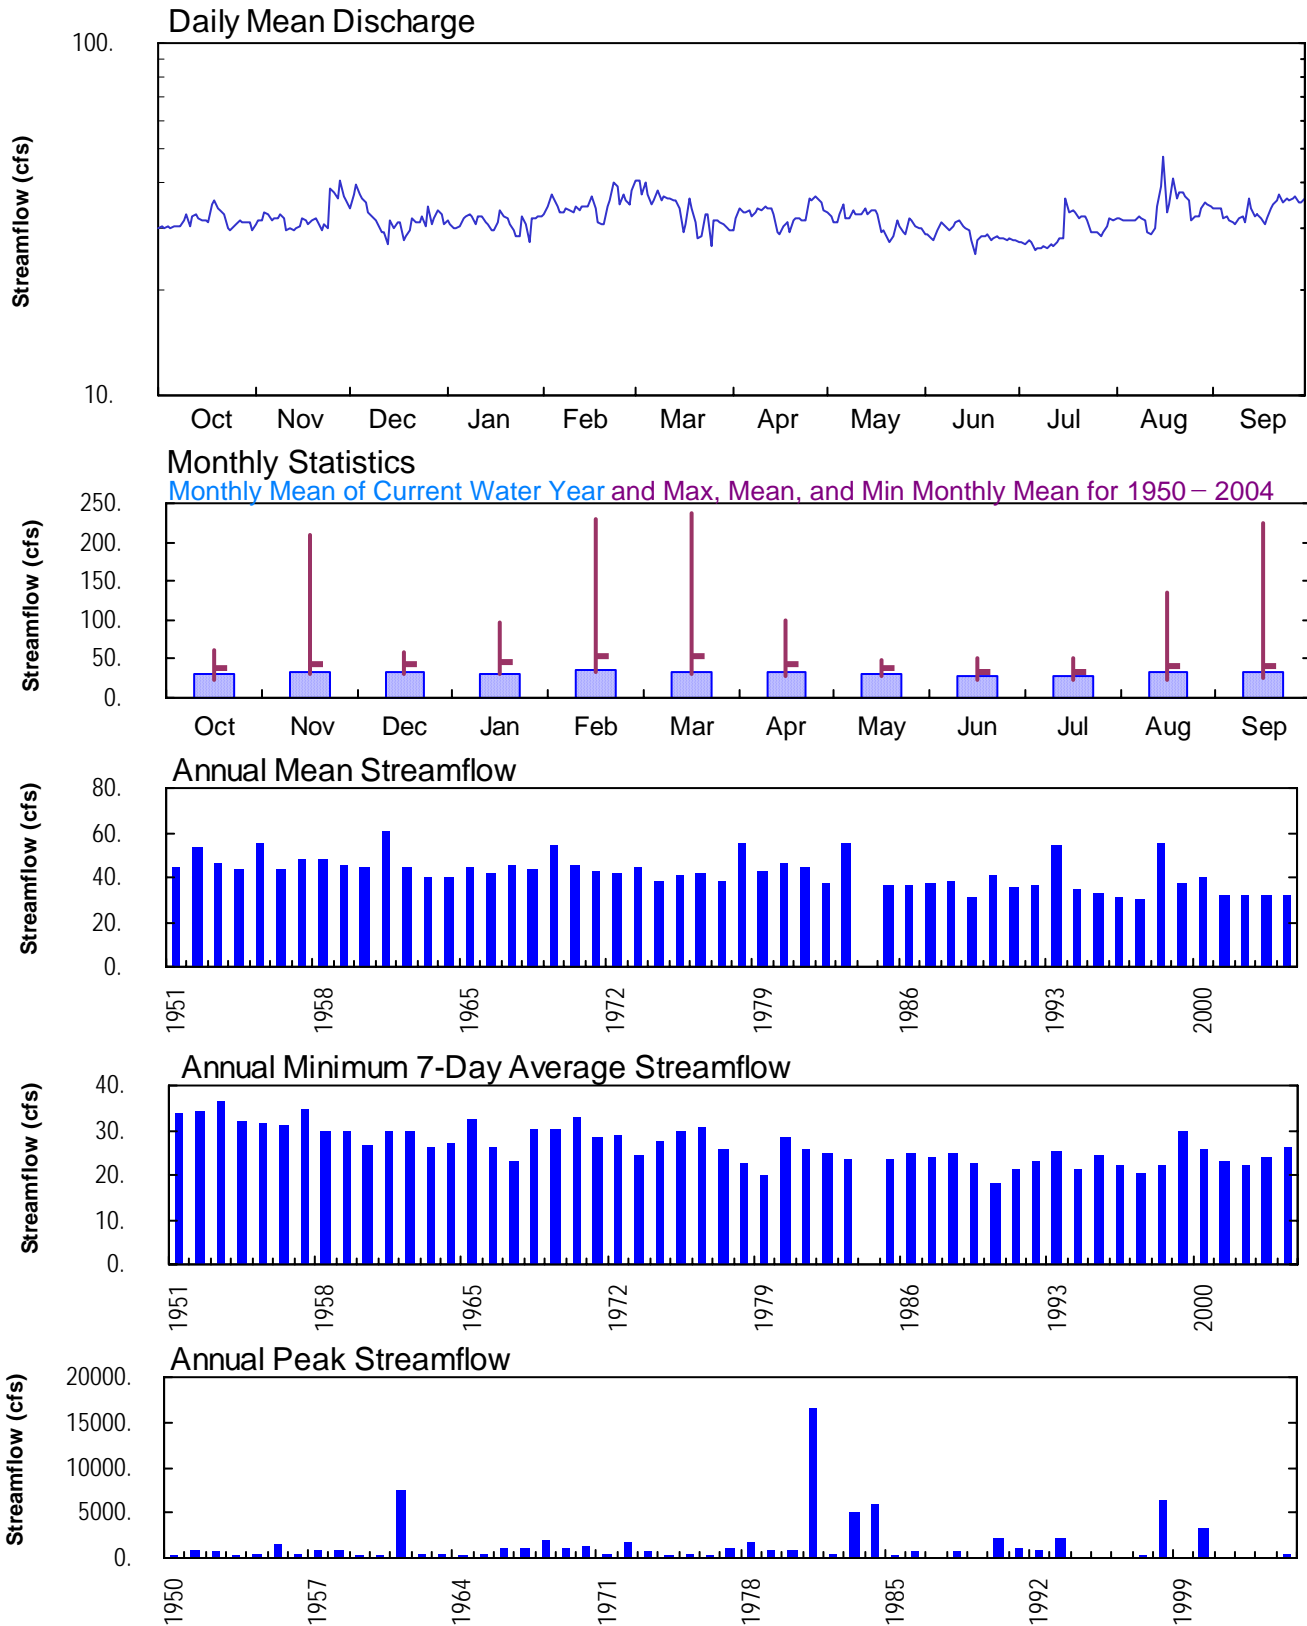 Daily Mean Discharge
100.
10.
Streamflow (cfs)
Oct Nov Dec Jan Feb Mar Apr May Jun Jul Aug Sep
Monthly Statistics
Monthly Mean of Current Water Year and Max, Mean, and Min Monthly Mean for 1950 – 2004
250.
200.
150.
100.
50.
0.
Streamflow (cfs)
Oct Nov Dec Jan Feb Mar Apr May Jun Jul Aug Sep
Annual Mean Streamflow
80.
60.
40.
20.
0.
Streamflow (cfs)
1951 1958 1965 1972 1979 1986 1993 2000
Annual Minimum 7-Day Average Streamflow
40.
30.
20.
10.
0.
Streamflow (cfs)
1951 1958 1965 1972 1979 1986 1993 2000
Annual Peak Streamflow
20000.
15000.
10000.
5000.
0.
Streamflow (cfs)
1950 1957 1964 1971 1978 1985 1992 1999